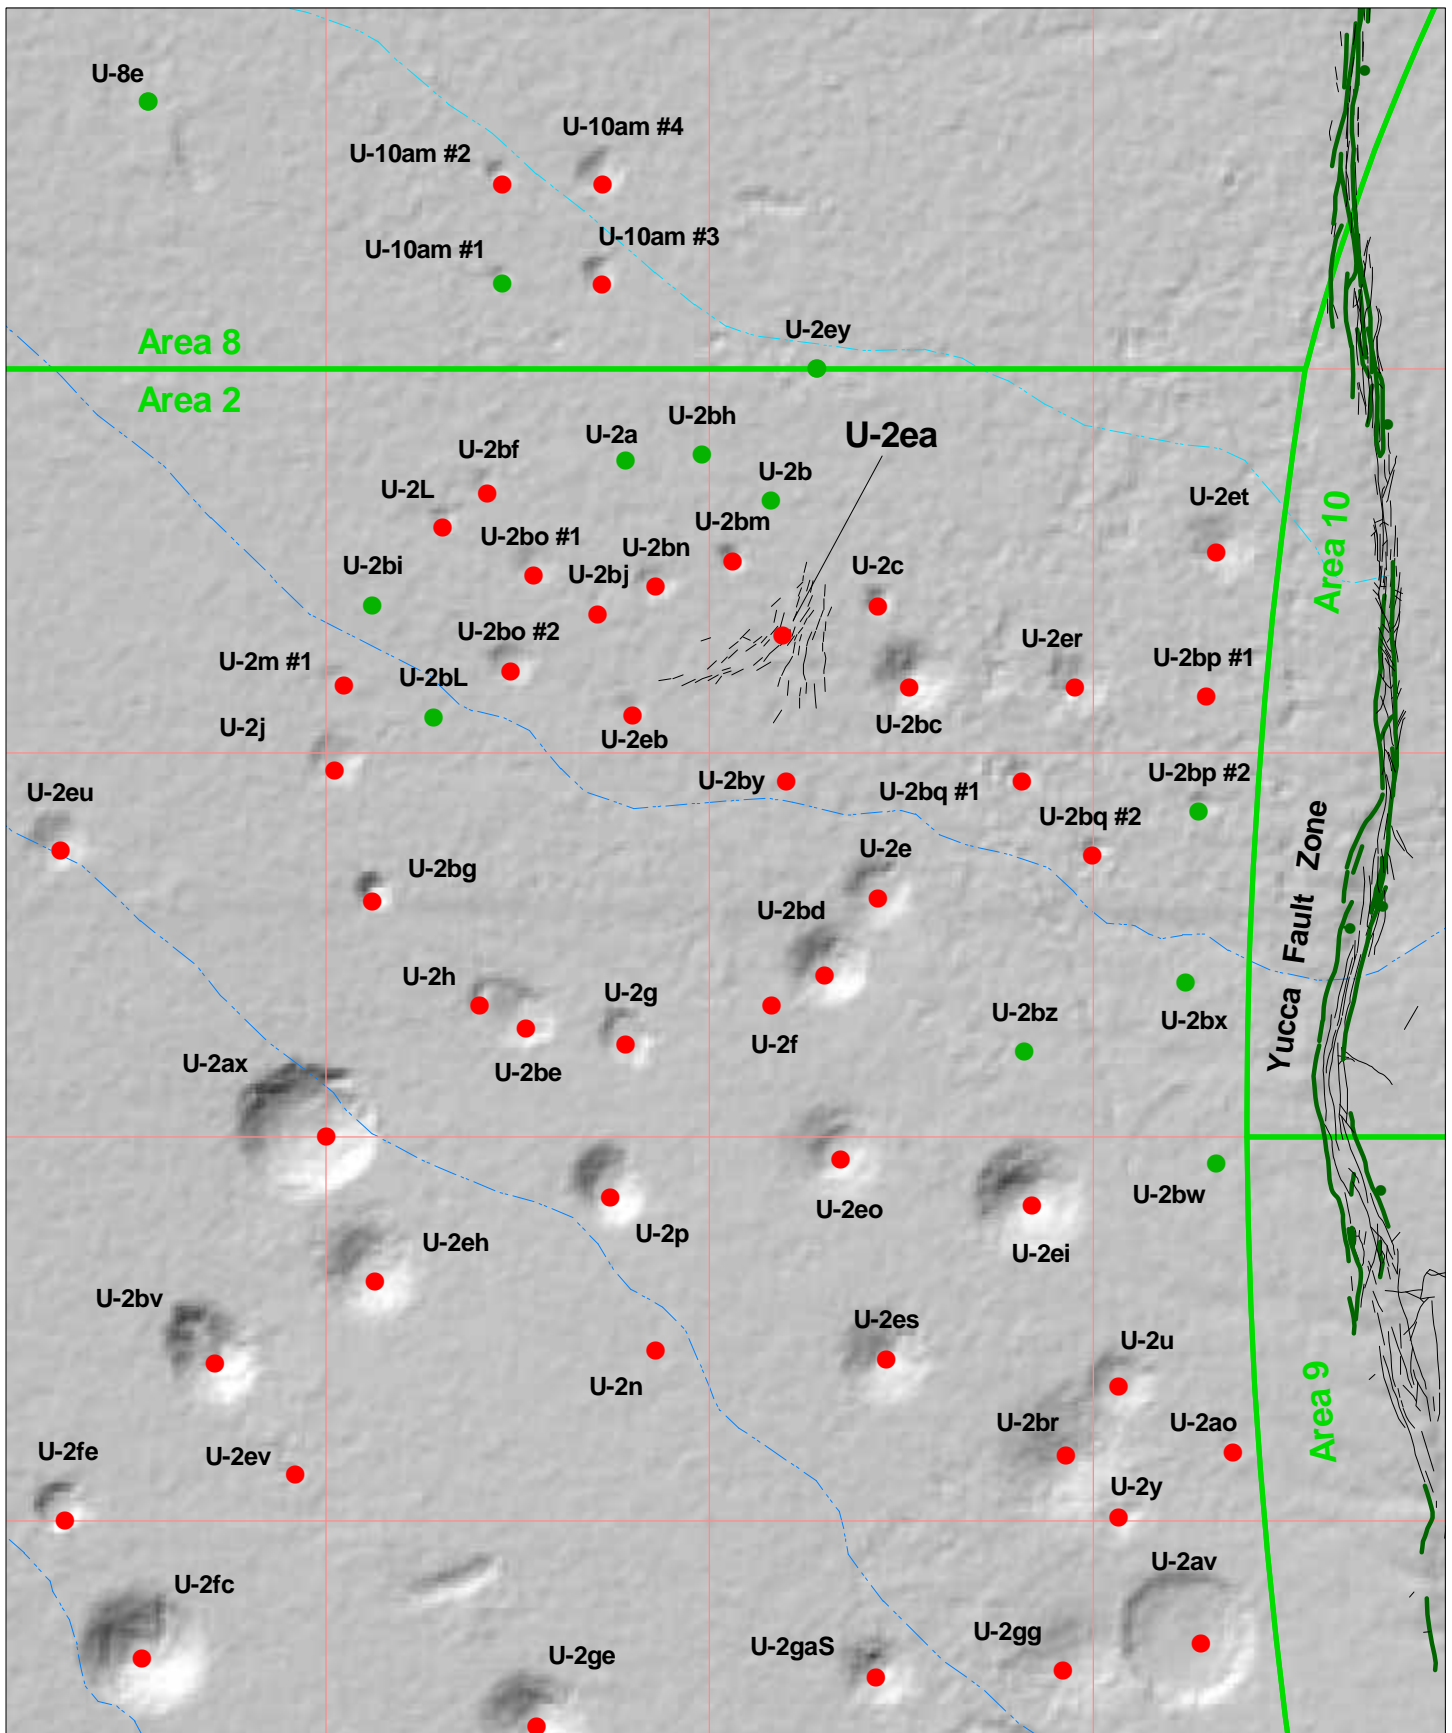 U-8e
U-10am #4
U-10am #2
U-10am #3
U-10am #1
U-2ey
Area 8
Area 2
U-2bh
U-2a
U-2ea
U-2bf
U-2b
U-2L
U-2et
U-2bm
U-2bo #1
U-2bn
Area 10
U-2bi
U-2bj
U-2c
U-2bo #2
U-2er
U-2bp #1
U-2m #1
U-2bL
U-2j
U-2bc
U-2eb
U-2bp #2
U-2by
U-2bq #1
U-2eu
U-2bq #2
U-2e
U-2bg
U-2bd
Yucca Fault Zone
U-2h
U-2g
U-2bz
U-2bx
U-2f
U-2ax
U-2be
U-2bw
U-2eo
U-2p
U-2eh
U-2ei
U-2bv
U-2es
U-2u
U-2n
U-2br
U-2ao
Area 9
U-2fe
U-2ev
U-2y
U-2av
U-2fc
U-2gg
U-2gaS
U-2ge